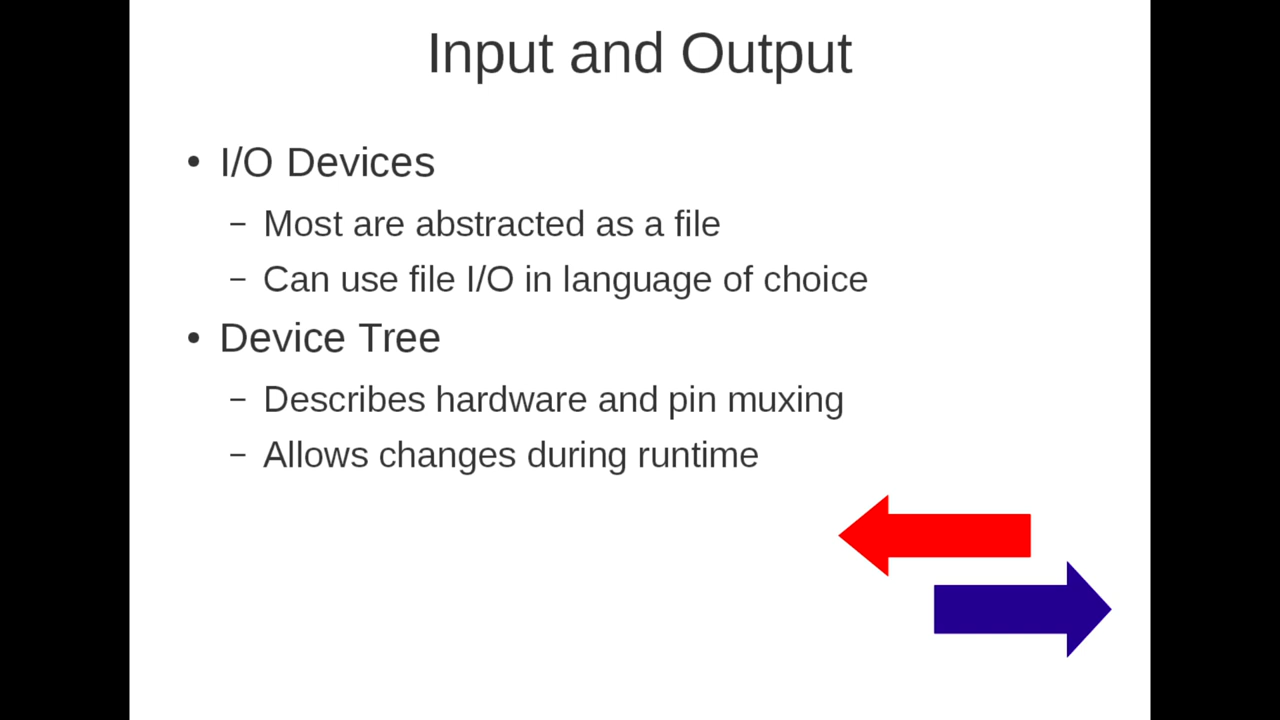 Input and Output
• I/O Devices
– Most are abstracted as a file
– Can use file I/O in language of choice
• Device Tree
– Describes hardware and pin muxing
– Allows changes during runtime